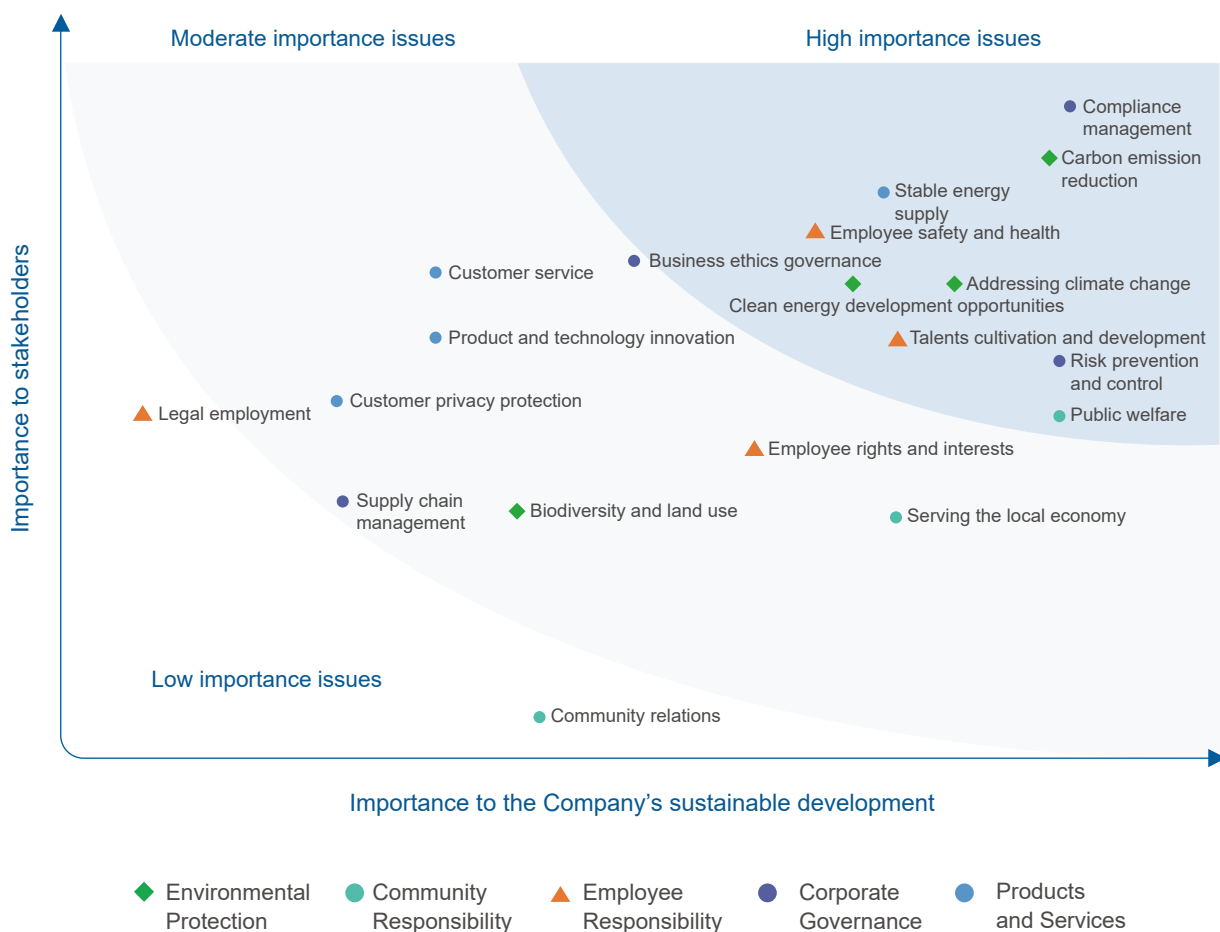 Moderate importance issues
High importance issues
Compliance
management
Carbon emission
reduction
Stable energy
supply
Employee safety and health
Business ethics governance
Customer service
Addressing climate change
Clean energy development opportunities
Product and technology innovation
Talents cultivation and development
Risk prevention
and control
Customer privacy protection
Legal employment
Public welfare
Employee rights and interests
Supply chain
management
Biodiversity and land use
Serving the local economy
Low importance issues
Community relations
Importance to stakeholders
Importance to the Company’s sustainable development
Environmental
Protection
Community
Responsibility
Employee
Responsibility
Corporate
Governance
Products
and Services